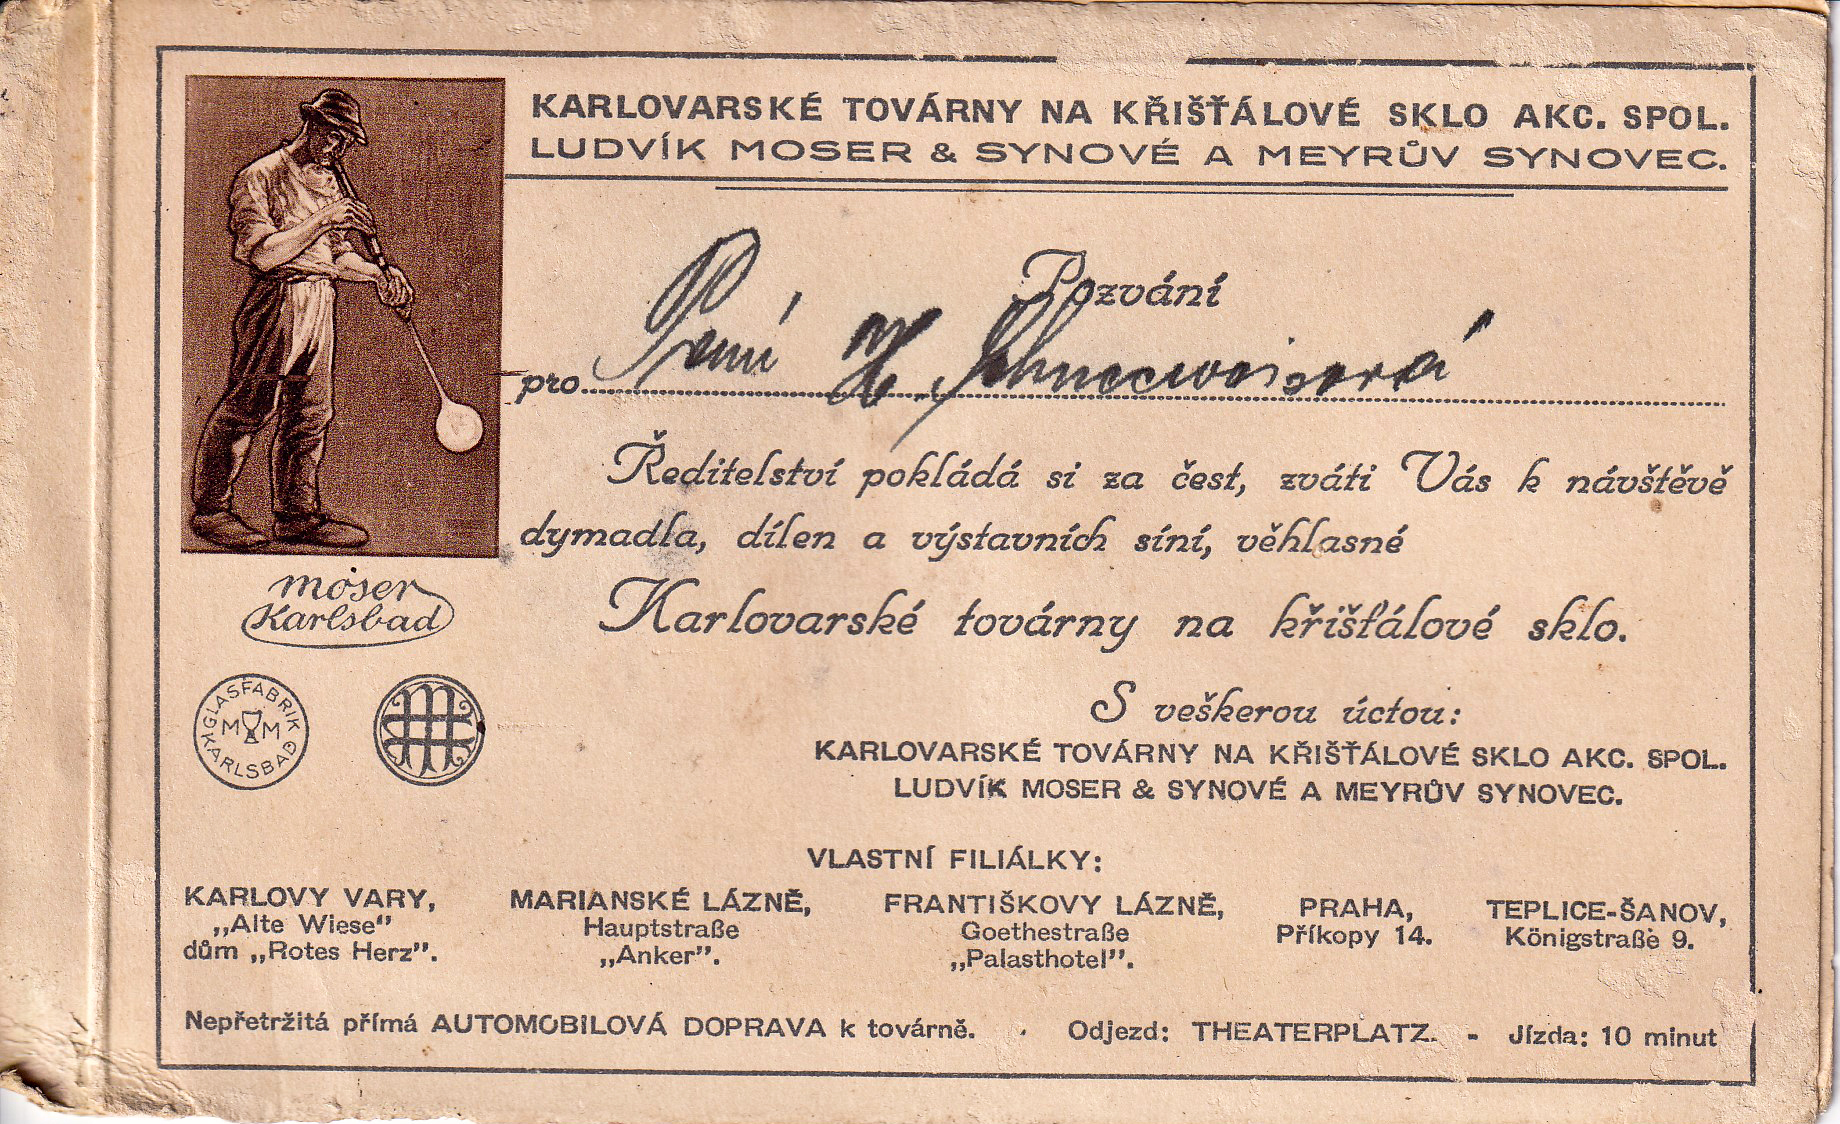 KARLOVARSKÉ TOVÁRNY NA KŘIŠŤÁLOVÉ SKLO AKC. SPOL.
LUDVÍK MOSER & SYNOVÉ A MEYRŮV SYNOVEC.
Pozvání
pro Paní H. Schneeweisová
Ředitelství pokládá si za čest, zváti Vás k návštěvě
dymadla, dílen a výstavních síní, věhlasné
Karlovarské továrny na křišťálové sklo.
moser
Karlsbad
GLASFABRIK
M M
KARLSBAD
S veškerou úctou:
KARLOVARSKÉ TOVÁRNY NA KŘIŠŤÁLOVÉ SKLO AKC. SPOL.
LUDVÍK MOSER & SYNOVÉ A MEYRŮV SYNOVEC.
VLASTNÍ FILIÁLKY:
KARLOVY VARY,
„Alte Wiese“
dům „Rotes Herz”.
MARIANSKÉ LÁZNĚ,
Hauptstraße
„Anker”.
FRANTIŠKOVY LÁZNĚ,
Goethestraße
„Palasthotel”.
PRAHA,
Příkopy 14.
TEPLICE-ŠANOV,
Königstraße 9.
Nepřetržitá přímá AUTOMOBILOVÁ DOPRAVA k továrně. · Odjezd: THEATERPLATZ. - Jízda: 10 minut